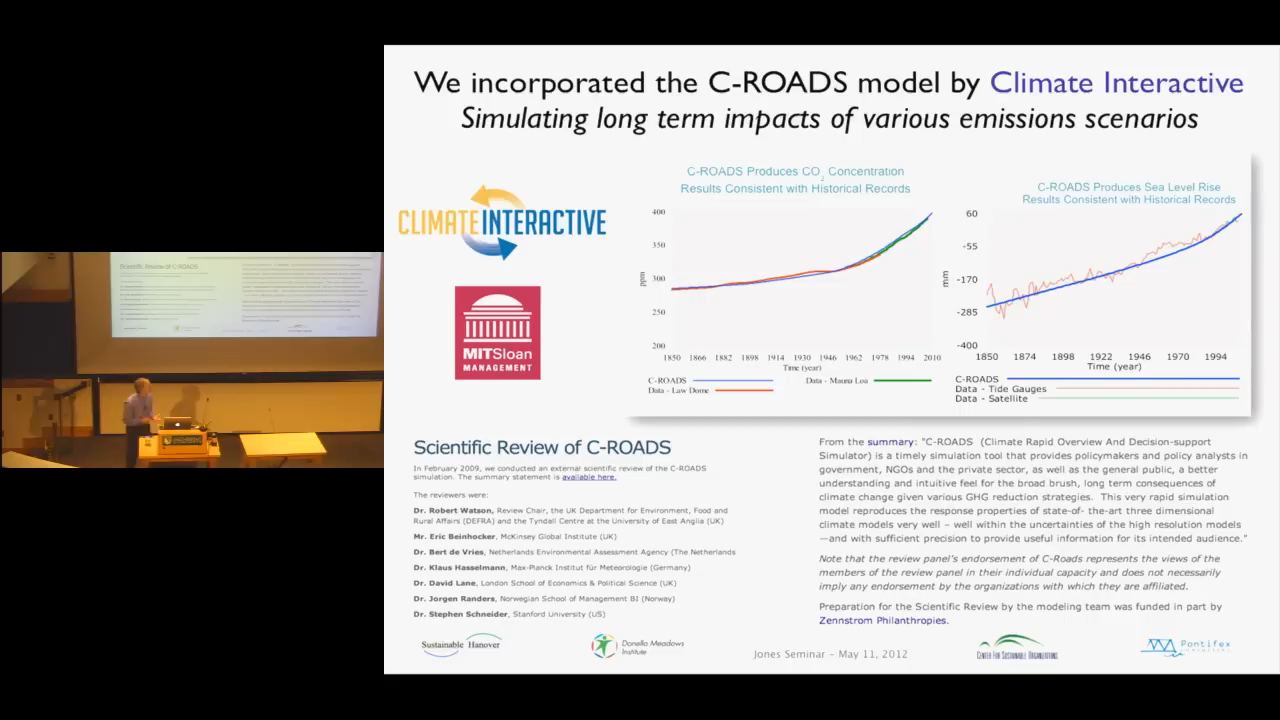 We incorporated the C-ROADS model by Climate Interactive
Simulating long term impacts of various emissions scenarios
CLIMATE INTERACTIVE
MITSloan
MANAGEMENT
C-ROADS Produces CO2 Concentration
Results Consistent with Historical Records
400
350
300
250
200
ppm
1850 1866 1882 1898 1914 1930 1946 1962 1978 1994 2010
Time (year)
C-ROADS
Data - Mauna Loa
Data - Law Dome
C-ROADS Produces Sea Level Rise
Results Consistent with Historical Records
60
-55
-170
-285
-400
mm
1850 1874 1898 1922 1946 1970 1994
Time (year)
C-ROADS
Data - Tide Gauges
Data - Satellite
Scientific Review of C-ROADS
In February 2009, we conducted an external scientific review of the C-ROADS
simulation. The summary statement is available here.
The reviewers were:
Dr. Robert Watson, Review Chair, the UK Department for Environment, Food and
Rural Affairs (DEFRA) and the Tyndall Centre at the University of East Anglia (UK)
Mr. Eric Beinhocker, McKinsey Global Institute (UK)
Dr. Bert de Vries, Netherlands Environmental Assessment Agency (The Netherlands
Dr. Klaus Hasselmann, Max-Planck Institut für Meteorologie (Germany)
Dr. David Lane, London School of Economics & Political Science (UK)
Dr. Jorgen Randers, Norwegian School of Management BI (Norway)
Dr. Stephen Schneider, Stanford University (US)
From the summary: "C-ROADS (Climate Rapid Overview And Decision-support
Simulator) is a timely simulation tool that provides policymakers and policy analysts in
government, NGOs and the private sector, as well as the general public, a better
understanding and intuitive feel for the broad brush, long term consequences of
climate change given various GHG reduction strategies. This very rapid simulation
model reproduces the response properties of state-of- the-art three dimensional
climate models very well – well within the uncertainties of the high resolution models
—and with sufficient precision to provide useful information for its intended audience."
Note that the review panel's endorsement of C-Roads represents the views of the
members of the review panel in their individual capacity and does not necessarily
imply any endorsement by the organizations with which they are affiliated.
Preparation for the Scientific Review by the modeling team was funded in part by
Zennstrom Philanthropies.
Sustainable Hanover
Donella Meadows
Institute
Jones Seminar – May 11, 2012
CENTER FOR SUSTAINABLE ORGANIZATIONS
Pontifex
Scientific Review of C-ROADS